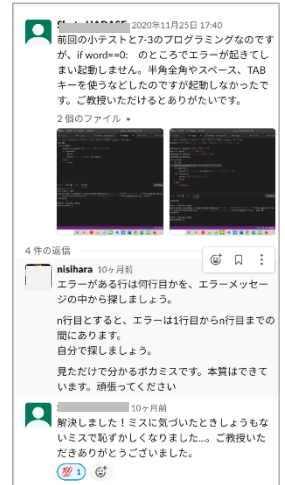 2020年11月25日 17:40
前回の小テストと7-3のプログラミングなのです
が、if word==0:　のところでエラーが起きてし
まい起動しません。半角全角やスペース、TAB
キーを使うなどしたのですが起動しなかったで
す。ご教授いただけるとありがたいです。
2 個のファイル
4 件の返信
nisihara 10ヶ月前
エラーがある行は何行目かを、エラーメッセー
ジの中から探しましょう。
n行目とすると、エラーは1行目からn行目までの
間にあります。
自分で探しましょう。
見ただけで分かるポカミスです。本質はできて
います。頑張ってください
10ヶ月前
解決しました！ミスに気づいたときしょうもな
いミスで恥ずかしくなりました...。ご教授いた
だきありがとうございました。
💯 1